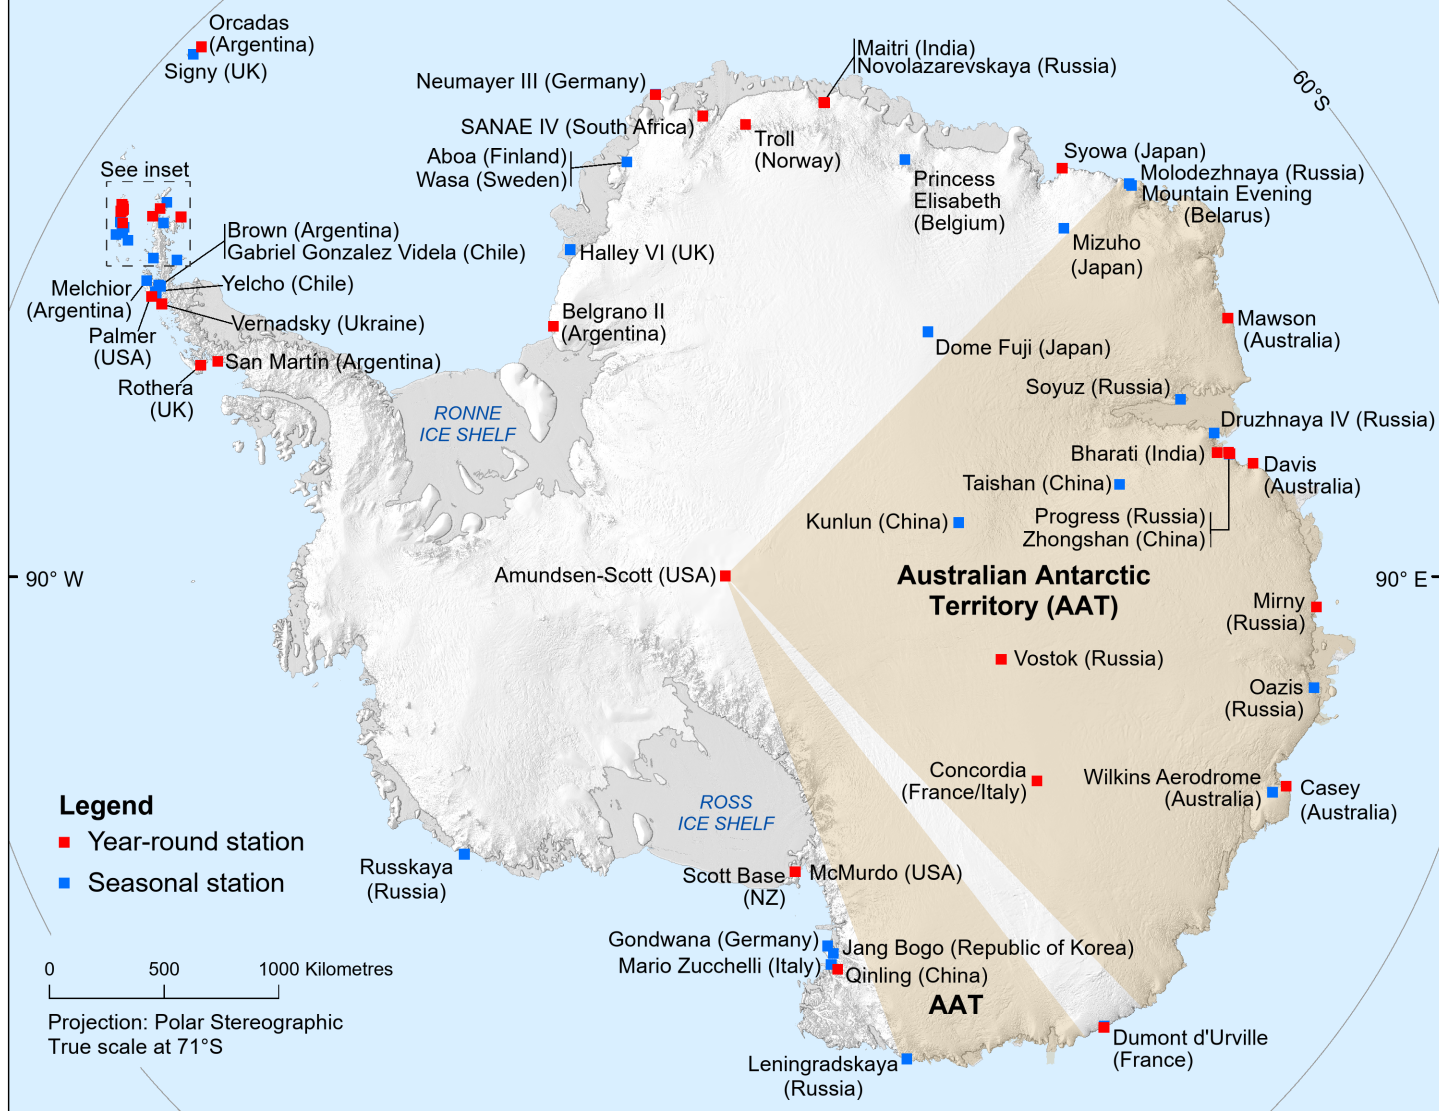 Orcadas
(Argentina)
Signy (UK)
See inset
Brown (Argentina)
Gabriel Gonzalez Videla (Chile)
Melchior
(Argentina)
Yelcho (Chile)
Palmer
(USA)
Vernadsky (Ukraine)
San Martín (Argentina)
Rothera
(UK)
Neumayer III (Germany)
SANAE IV (South Africa)
Aboa (Finland)
Wasa (Sweden)
Halley VI (UK)
Belgrano II
(Argentina)
Maitri (India)
Novolazarevskaya (Russia)
Troll
(Norway)
Princess
Elisabeth
(Belgium)
60°S
Syowa (Japan)
Molodezhnaya (Russia)
Mountain Evening
(Belarus)
Mizuho
(Japan)
Dome Fuji (Japan)
Mawson
(Australia)
Soyuz (Russia)
Druzhnaya IV (Russia)
Bharati (India)
Davis
(Australia)
Taishan (China)
Progress (Russia)
Zhongshan (China)
Kunlun (China)
RONNE
ICE SHELF
90° W
Amundsen-Scott (USA)
Australian Antarctic
Territory (AAT)
90° E
Mirny
(Russia)
Vostok (Russia)
Oazis
(Russia)
Concordia
(France/Italy)
Wilkins Aerodrome
(Australia)
Casey
(Australia)
ROSS
ICE SHELF
Legend
Year-round station
Seasonal station
Russkaya
(Russia)
Scott Base
(NZ)
McMurdo (USA)
Gondwana (Germany)
Jang Bogo (Republic of Korea)
Mario Zucchelli (Italy)
Qinling (China)
AAT
Dumont d'Urville
(France)
Leningradskaya
(Russia)
0 500 1000 Kilometres
Projection: Polar Stereographic
True scale at 71°S